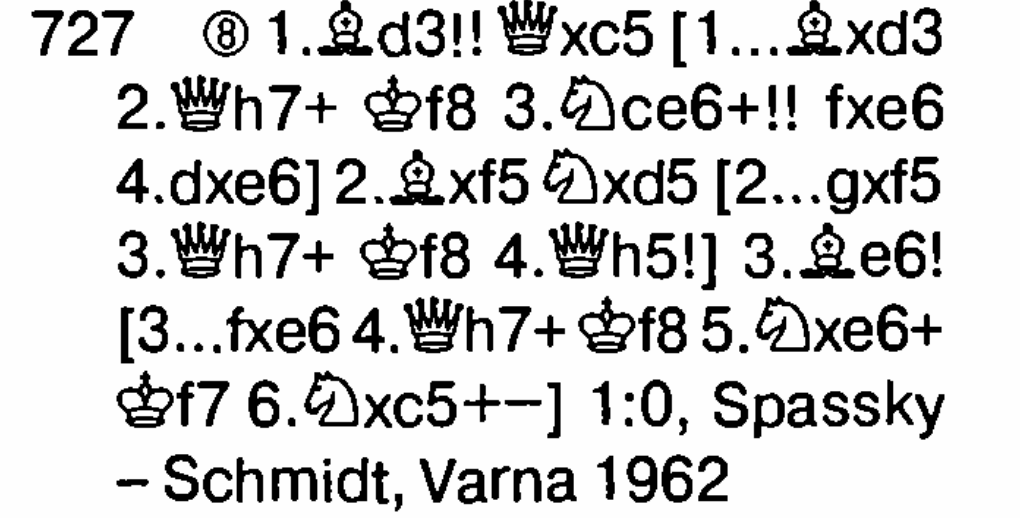 727 ⑧ 1.♗d3!! ♕xc5 [1...♗xd3
2.♕h7+ ♔f8 3.♘ce6+!! fxe6
4.dxe6] 2.♗xf5 ♘xd5 [2...gxf5
3.♕h7+ ♔f8 4.♕h5!] 3.♗e6!
[3...fxe6 4.♕h7+ ♔f8 5.♘xe6+
♔f7 6.♘xc5+−] 1:0, Spassky
– Schmidt, Varna 1962